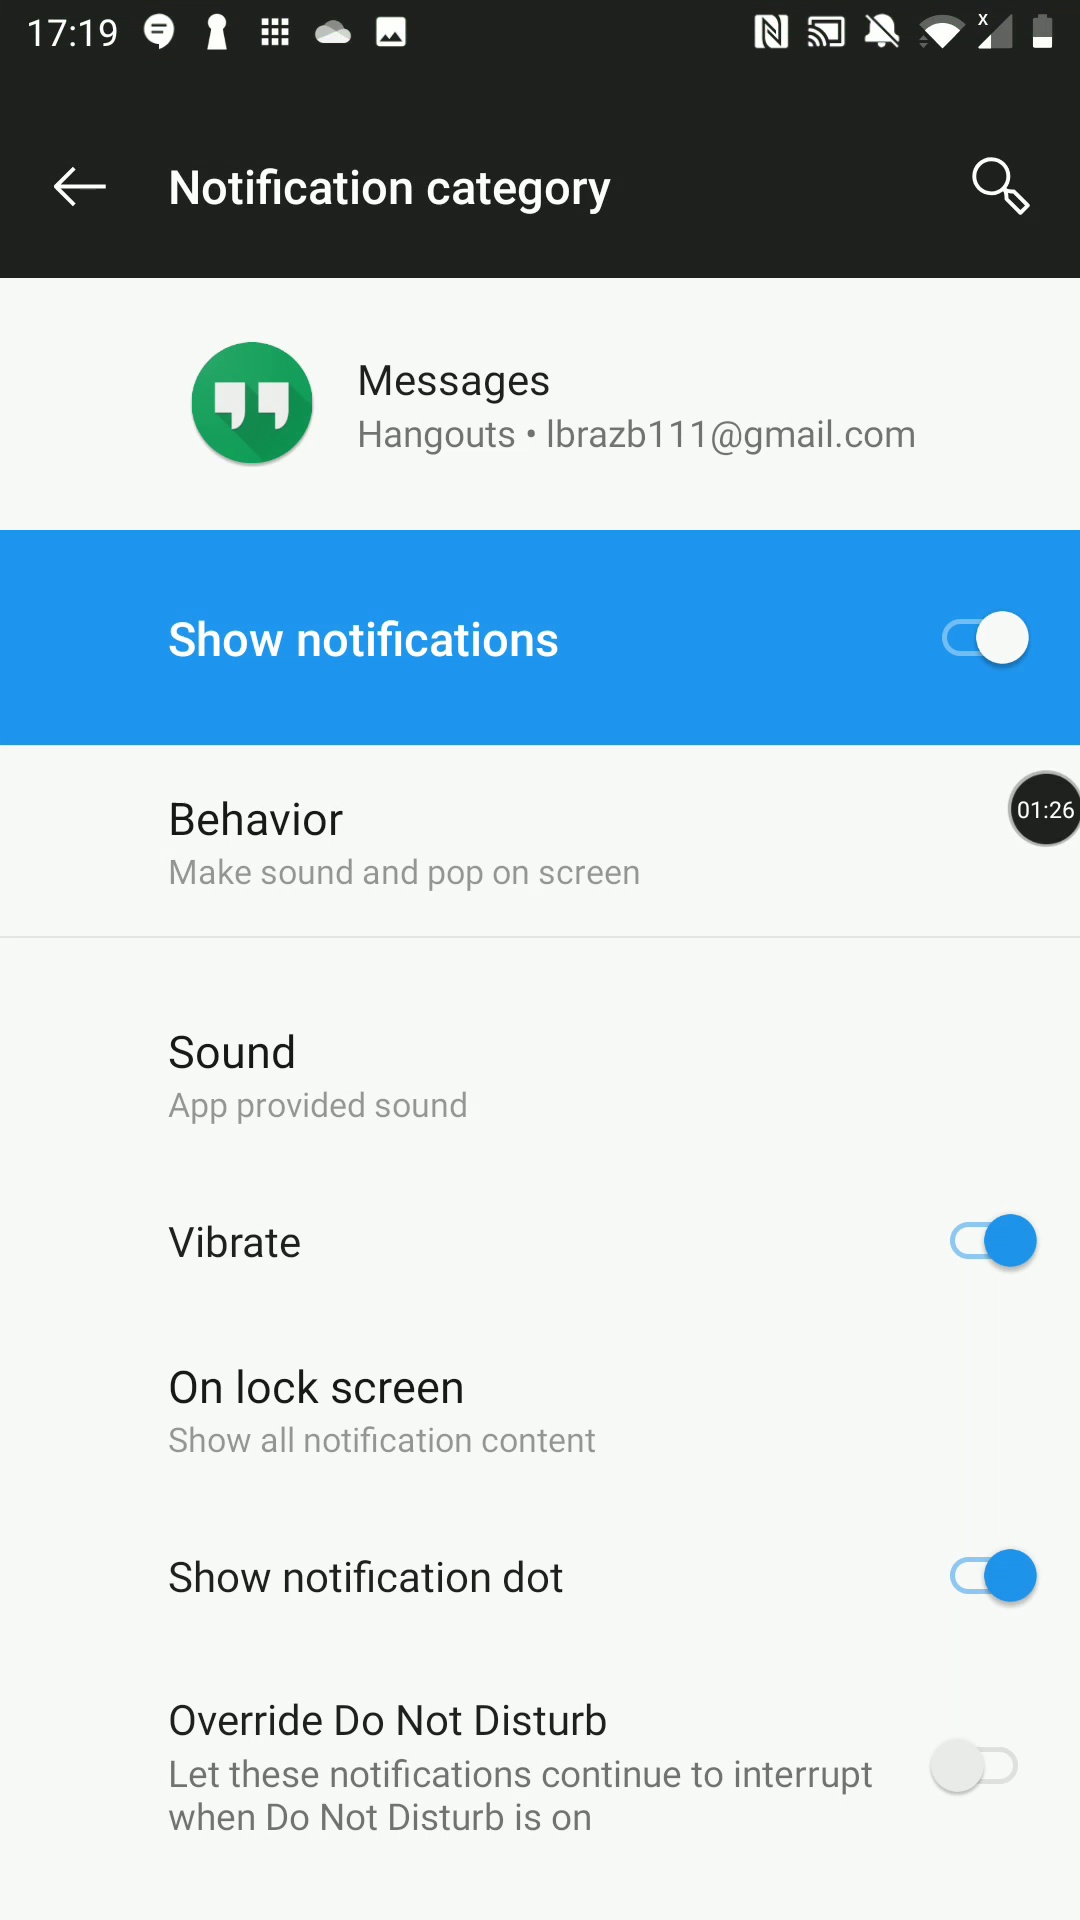 17:19
Notification category
Messages
Hangouts • lbrazb111@gmail.com
Show notifications
Behavior
Make sound and pop on screen
01:26
Sound
App provided sound
Vibrate
On lock screen
Show all notification content
Show notification dot
Override Do Not Disturb
Let these notifications continue to interrupt
when Do Not Disturb is on